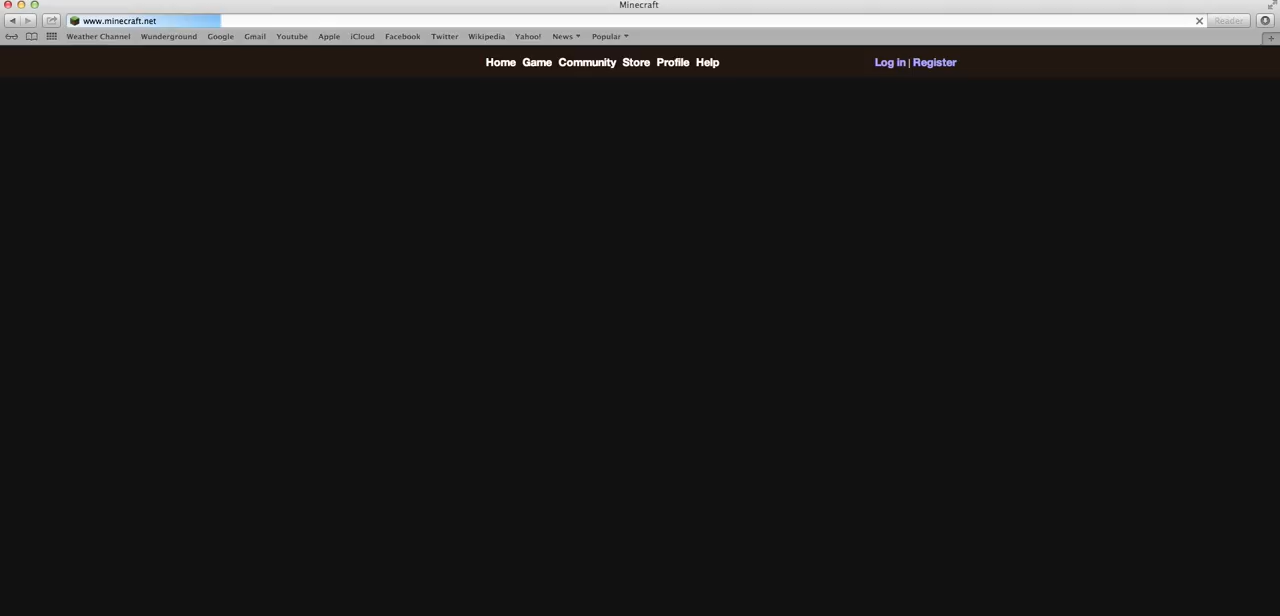 Minecraft
www.minecraft.net Reader
Weather Channel Wunderground Google Gmail Youtube Apple iCloud Facebook Twitter Wikipedia Yahoo! News Popular
Home Game Community Store Profile Help Log in | Register